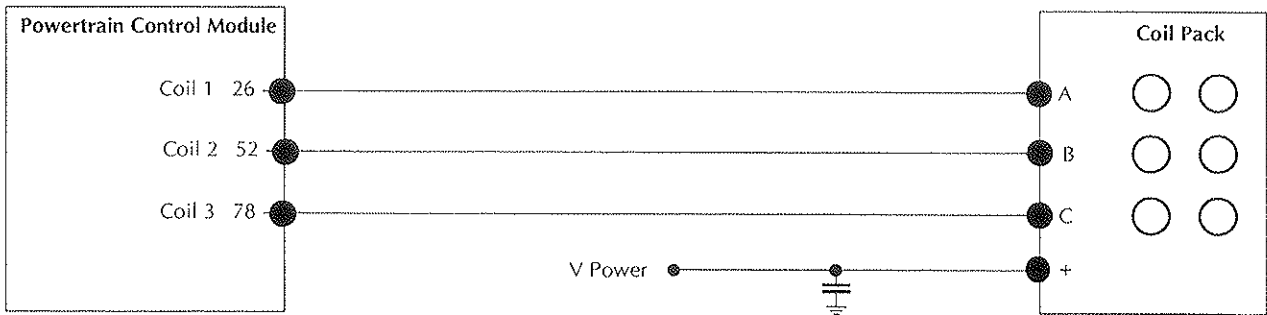 Powertrain Control Module
Coil Pack
Coil 1 26
A
Coil 2 52
B
Coil 3 78
C
V Power
+